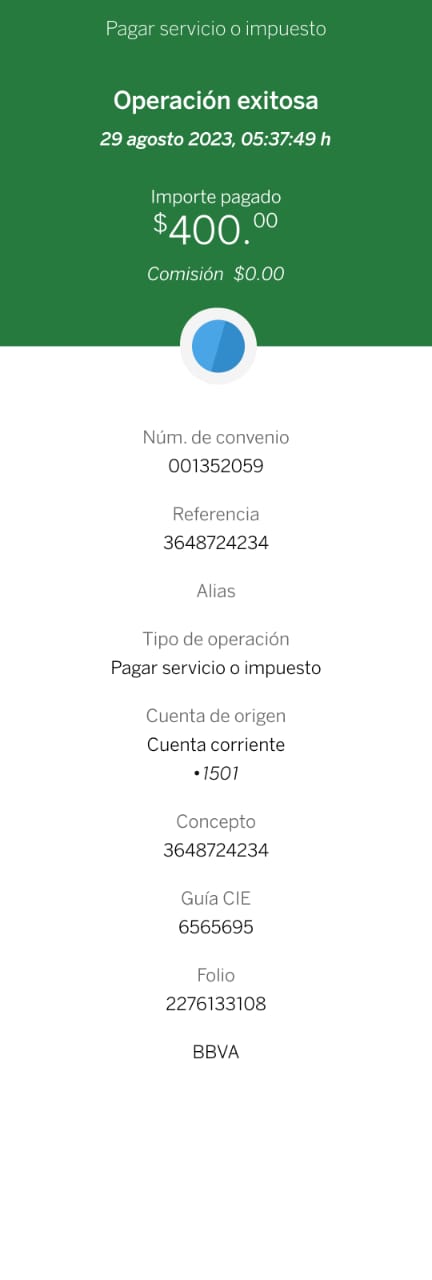 Pagar servicio o impuesto
Operación exitosa
29 agosto 2023, 05:37:49 h
Importe pagado
$400.00
Comisión $0.00
Núm. de convenio
001352059
Referencia
3648724234
Alias
Tipo de operación
Pagar servicio o impuesto
Cuenta de origen
Cuenta corriente
•1501
Concepto
3648724234
Guía CIE
6565695
Folio
2276133108
BBVA